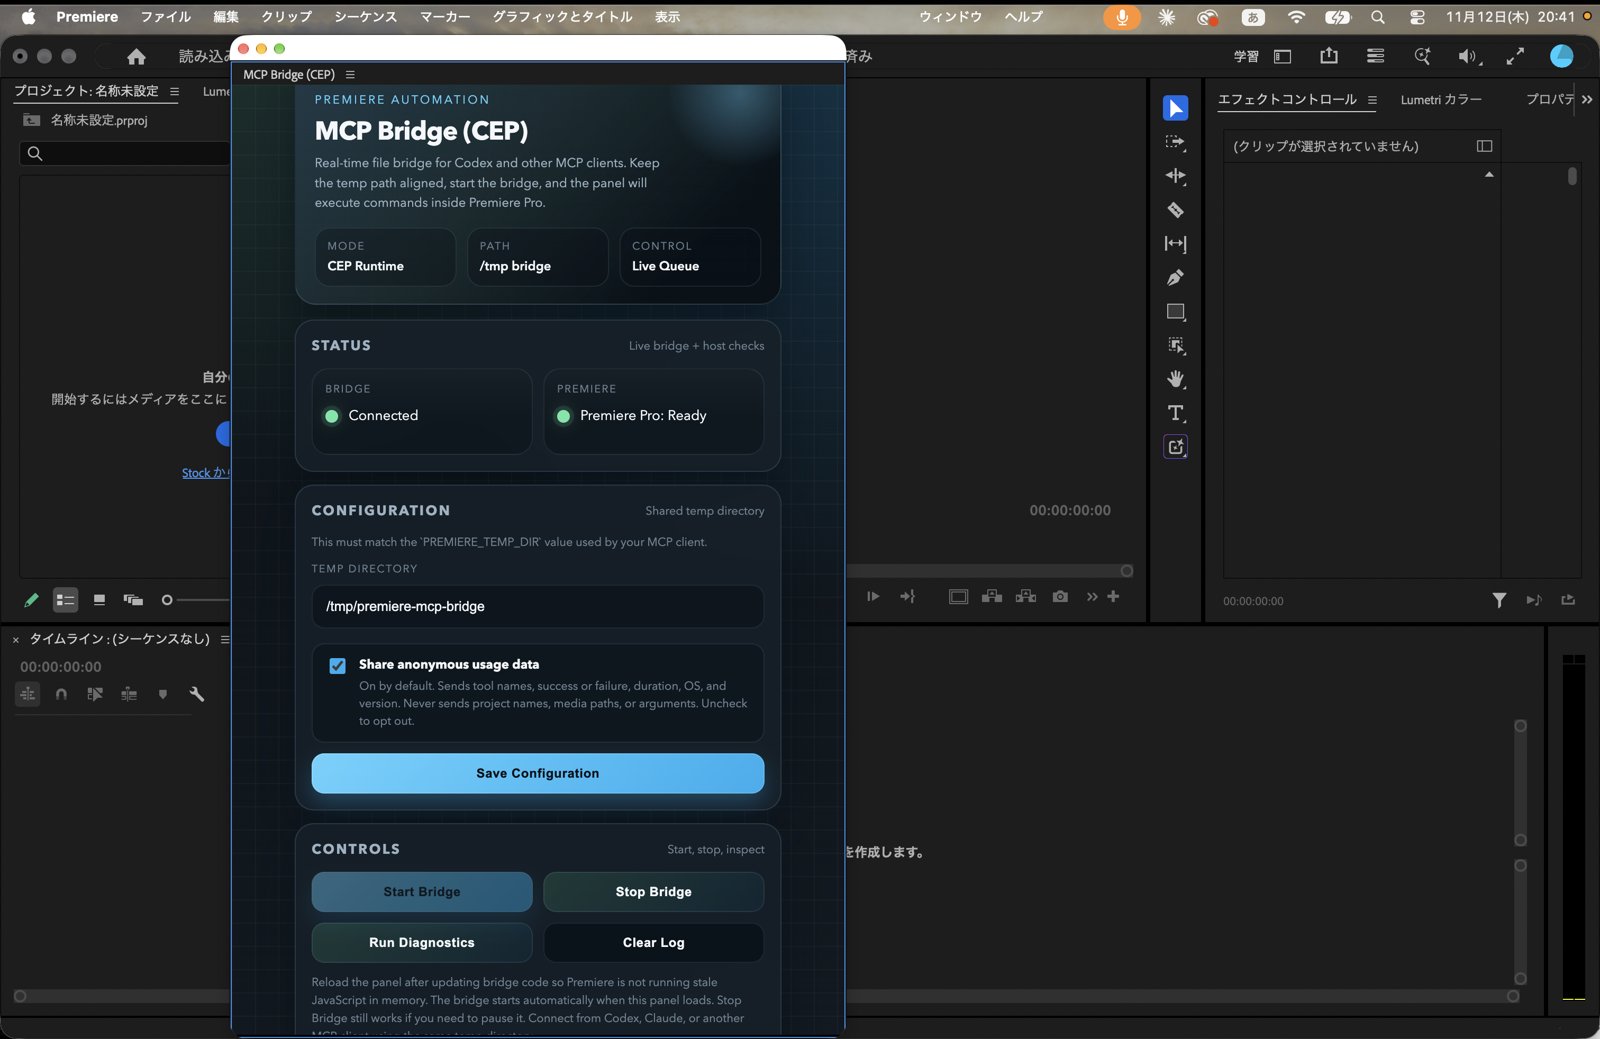 Premiere ファイル 編集 クリップ シーケンス マーカー グラフィックとタイトル 表示 ウィンドウ ヘルプ あ 11月12日(木) 20:41
読み込み
済み
学習
MCP Bridge (CEP)
プロジェクト: 名称未設定
Lume
名称未設定.prproj
自分の
開始するにはメディアをここに
Stock から
タイムライン : (シーケンスなし)
00:00:00:00
PREMIERE AUTOMATION
MCP Bridge (CEP)
Real-time file bridge for Codex and other MCP clients. Keep
the temp path aligned, start the bridge, and the panel will
execute commands inside Premiere Pro.
MODE
CEP Runtime
PATH
/tmp bridge
CONTROL
Live Queue
STATUS
Live bridge + host checks
BRIDGE
Connected
PREMIERE
Premiere Pro: Ready
CONFIGURATION
Shared temp directory
This must match the `PREMIERE_TEMP_DIR` value used by your MCP client.
TEMP DIRECTORY
/tmp/premiere-mcp-bridge
Share anonymous usage data
On by default. Sends tool names, success or failure, duration, OS, and
version. Never sends project names, media paths, or arguments. Uncheck
to opt out.
Save Configuration
CONTROLS
Start, stop, inspect
Start Bridge
Stop Bridge
Run Diagnostics
Clear Log
Reload the panel after updating bridge code so Premiere is not running stale
JavaScript in memory. The bridge starts automatically when this panel loads. Stop
Bridge still works if you need to pause it. Connect from Codex, Claude, or another
00:00:00:00
を作成します。
エフェクトコントロール
Lumetri カラー
プロパテ
(クリップが選択されていません)
00:00:00:00